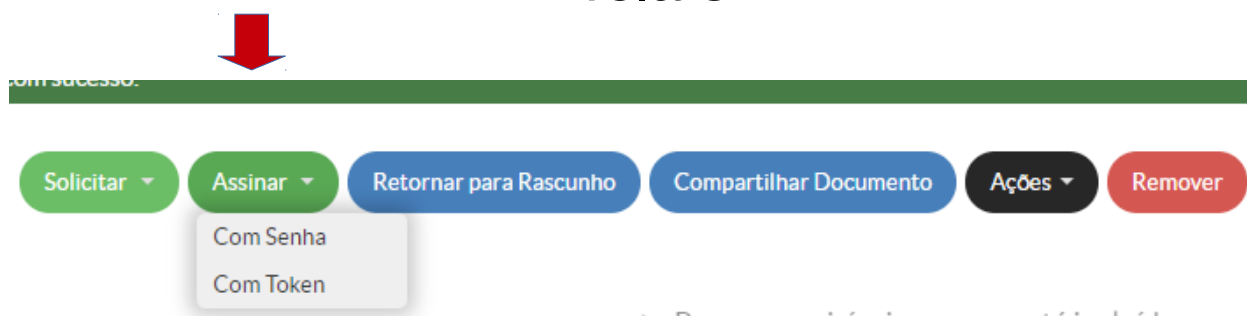 com sucesso.
Solicitar
Assinar
Retornar para Rascunho
Compartilhar Documento
Ações
Remover
Com Senha
Com Token